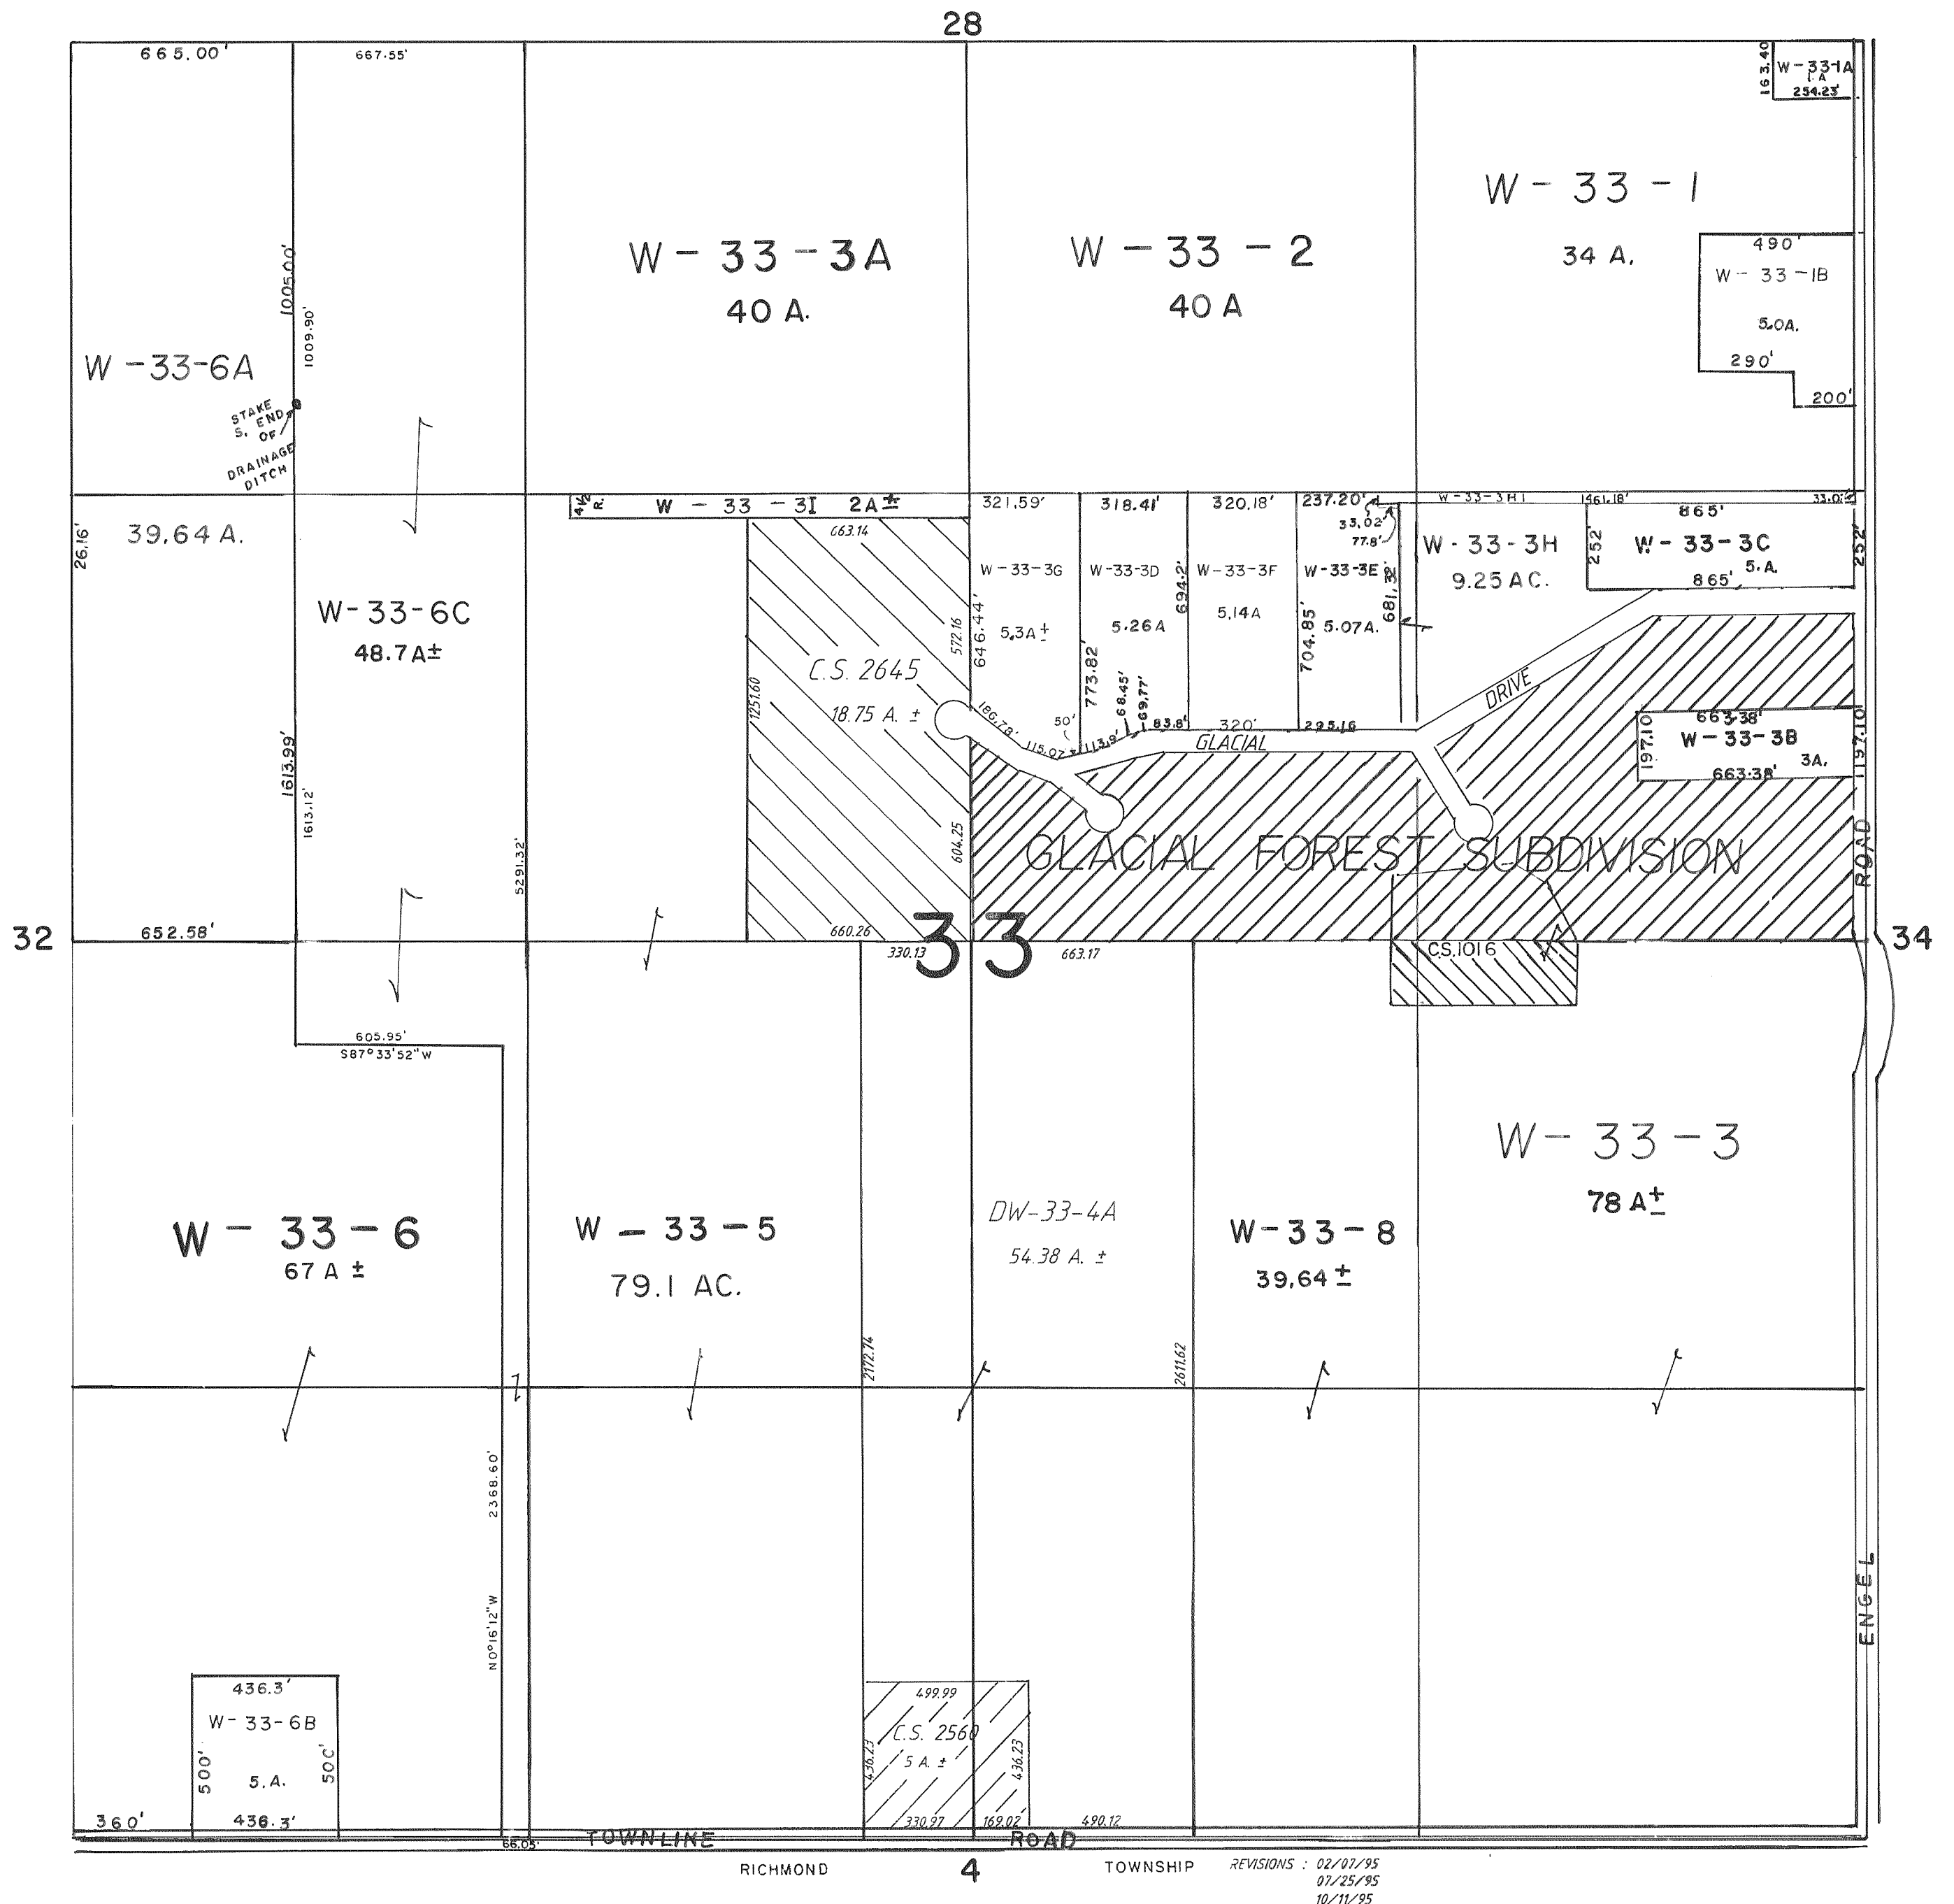 28
665.00'
667.55'
163.40
W-33-1A
1. A
254.23'
W-33-1
34 A.
490'
W-33-1B
5.0A.
290'
200'
W-33-3A
40 A.
W-33-2
40 A
1005.00'
1009.90'
W-33-6A
STAKE
S. END
OF
DRAINAGE
DITCH
39,64 A.
26.16'
4 1/2
R.
W-33-3I 2A±
663.14
321.59'
318.41'
320.18'
237.20'
33.02'
77.8'
W-33-3H1
1461.18'
865'
252'
W-33-3C
5. A.
865'
252'
W-33-3H
9.25 AC.
W-33-3G
5.3A±
W-33-3D
5.26 A
694.2'
W-33-3F
5.14A
W-33-3E
5.07A.
704.85'
W-33-6C
48.7A±
C.S. 2645
18.75 A. ±
572.16
646.44'
773.82'
1251.60
186.78'
115.07
50'
113.9'
68.45'
69.77'
83.8'
320'
295.16
GLACIAL
DRIVE
663.38'
197.10
W-33-3B
3A.
663.38'
197.10'
1613.99'
1613.12'
5291.32'
604.25
GLACIAL FOREST SUBDIVISION
ROAD
32
652.58'
660.26
330.13
33
663.17
C.S. 1016
34
605.95'
S87°33'52"W
W-33-3
78 A±
W-33-6
67 A ±
W-33-5
79.1 AC.
DW-33-4A
54.38 A. ±
W-33-8
39,64 ±
2172.74
2611.62
2368.60'
N0°16'12"W
ENGEL
436.3'
W-33-6B
500'
500'
5. A.
436.3'
360'
499.99
C.S. 2560
5 A. ±
436.23
436.23
330.97
169.02'
490.12
66.05'
TOWNLINE ROAD
RICHMOND 4 TOWNSHIP
REVISIONS : 02/07/95
07/25/95
10/11/95